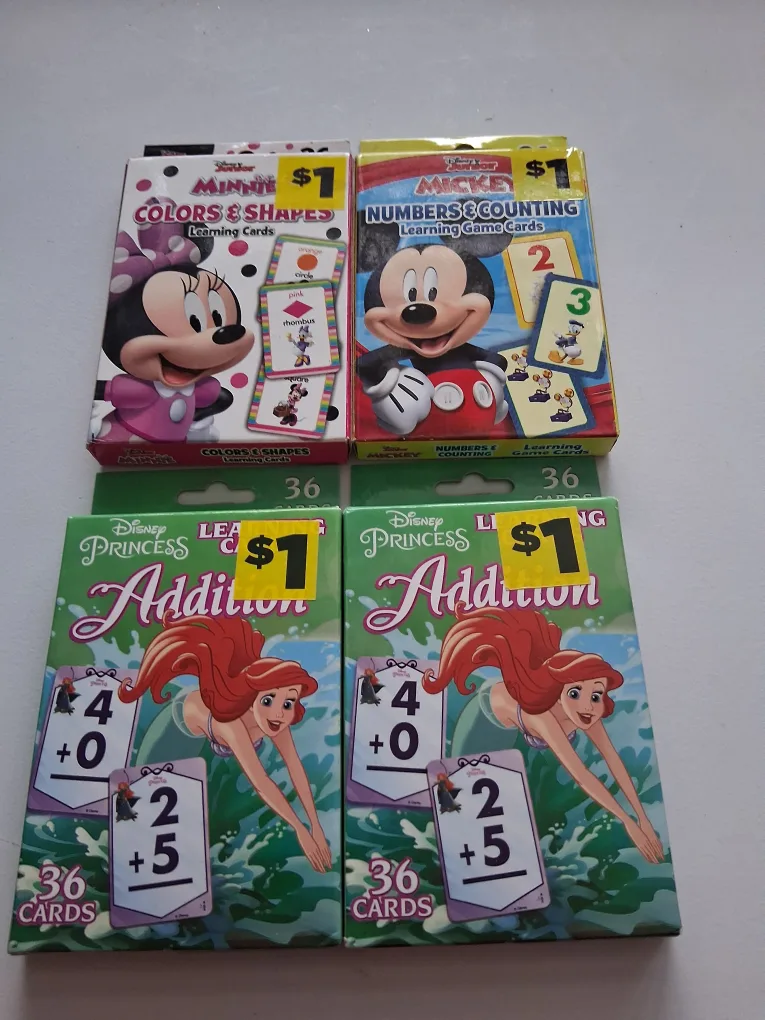 Disney
Junior
MINNIE
$1
COLORS & SHAPES
Learning Cards
orange
circle
pink
rhombus
square
COLORS & SHAPES
Learning Cards
Disney
Junior
MICKEY
$1
NUMBERS & COUNTING
Learning Game Cards
2
3
MICKEY
NUMBERS &
COUNTING
Learning
Game Cards
36
CARDS
Disney
PRINCESS
LEARNING
$1
Addition
4
+0
2
+5
36
CARDS
36
CARDS
Disney
PRINCESS
LEARNING
$1
Addition
4
+0
2
+5
36
CARDS